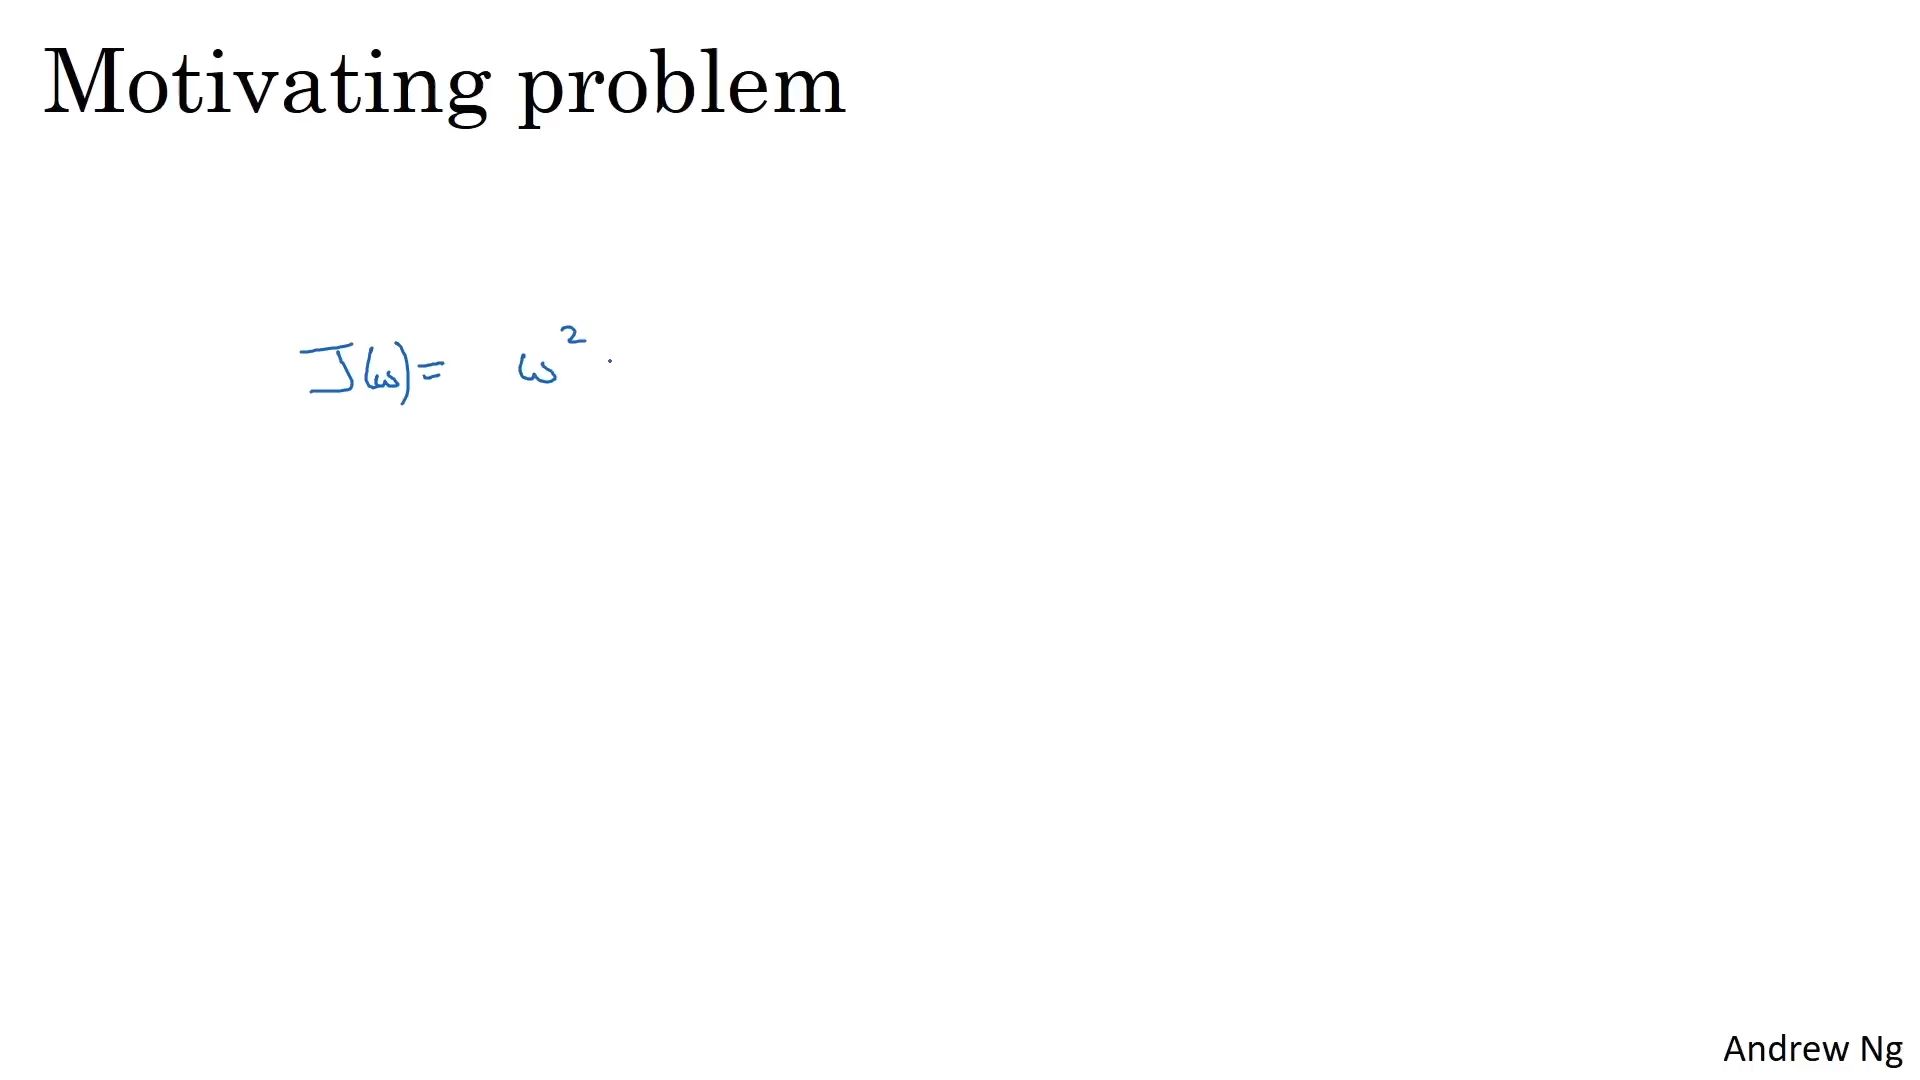 Motivating problem
J(w) = w²
Andrew Ng